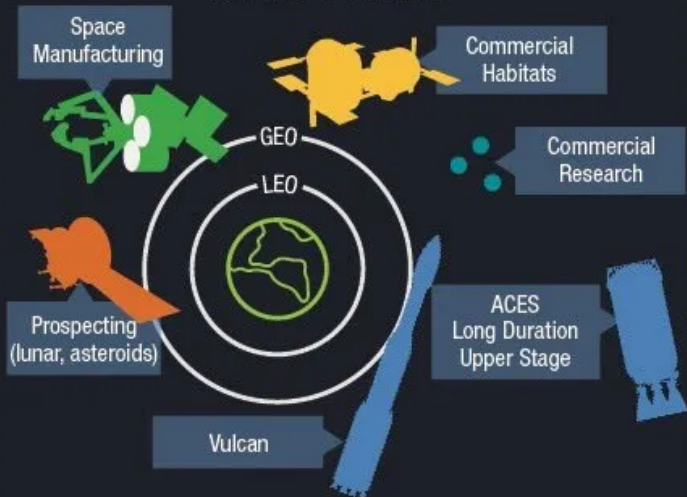 Space
Manufacturing
Commercial
Habitats
GEO
Commercial
Research
LEO
Prospecting
(lunar, asteroids)
ACES
Long Duration
Upper Stage
Vulcan